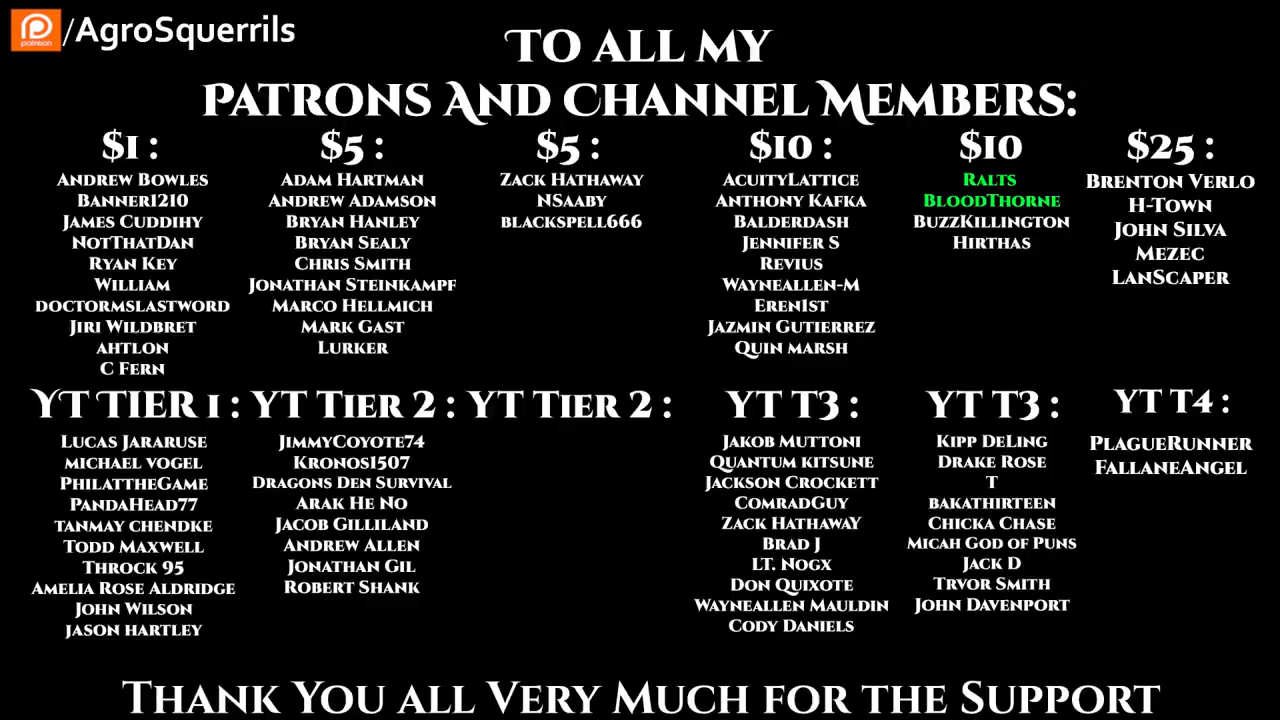 patreon
/AgroSquerrils
To all my
Patrons And Channel Members:
$1 :
Andrew Bowles
Banner1210
James Cuddihy
NotThatDan
Ryan Key
William
doctormslastword
Jiri Wildbret
ahtlon
C Fern
$5 :
Adam Hartman
Andrew Adamson
Bryan Hanley
Bryan Sealy
Chris Smith
Jonathan Steinkampf
Marco Hellmich
Mark Gast
Lurker
$5 :
Zack Hathaway
NSaaby
blackspell666
$10 :
AcuityLattice
Anthony Kafka
Balderdash
Jennifer S
Revius
Wayneallen-M
Eren1st
Jazmin Gutierrez
Quin marsh
$10
Ralts
BloodThorne
BuzzKillington
Hirthas
$25 :
Brenton Verlo
H-Town
John Silva
Mezec
LanScaper
YT Tier 1 :
Lucas Jararuse
michael vogel
PhilattheGame
PandaHead77
tanmay chendke
Todd Maxwell
Throck 95
Amelia Rose Aldridge
John Wilson
jason hartley
YT Tier 2 :
JimmyCoyote74
Kronos1507
Dragons Den Survival
Arak He No
Jacob Gilliland
Andrew Allen
Jonathan Gil
Robert Shank
YT Tier 2 :
YT T3 :
Jakob Muttoni
Quantum kitsune
Jackson Crockett
ComradGuy
Zack HathawaY
Brad J
Lt. Nogx
Don Quixote
Wayneallen Mauldin
Cody Daniels
YT T3 :
Kipp DeLing
Drake Rose
T
bakathirteen
Chicka Chase
Micah God of Puns
Jack D
Trvor Smith
John Davenport
YT T4 :
PlagueRunner
FallaneAngel
Thank You all Very Much for the Support